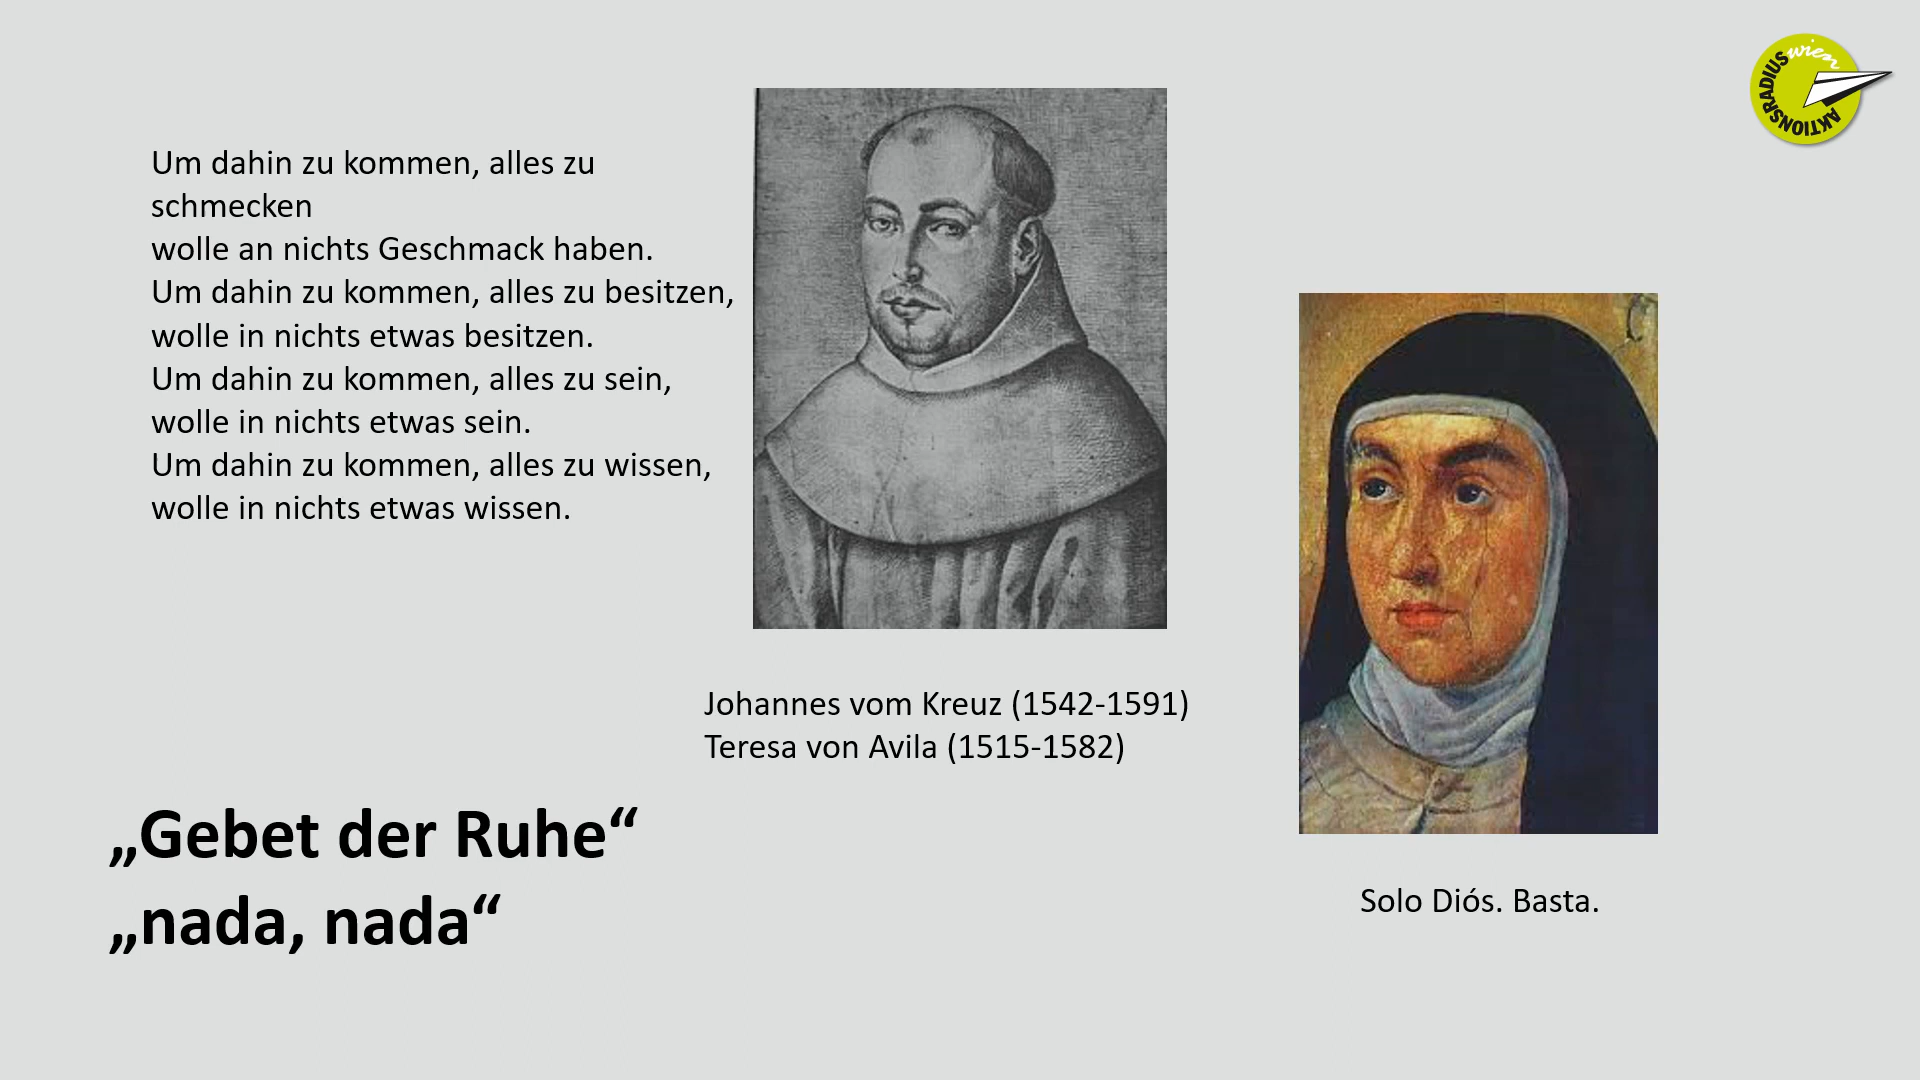 Um dahin zu kommen, alles zu
schmecken
wolle an nichts Geschmack haben.
Um dahin zu kommen, alles zu besitzen,
wolle in nichts etwas besitzen.
Um dahin zu kommen, alles zu sein,
wolle in nichts etwas sein.
Um dahin zu kommen, alles zu wissen,
wolle in nichts etwas wissen.
Johannes vom Kreuz (1542-1591)
Teresa von Avila (1515-1582)
„Gebet der Ruhe“
„nada, nada“
Solo Diós. Basta.
AKTIONSRADIUS wien